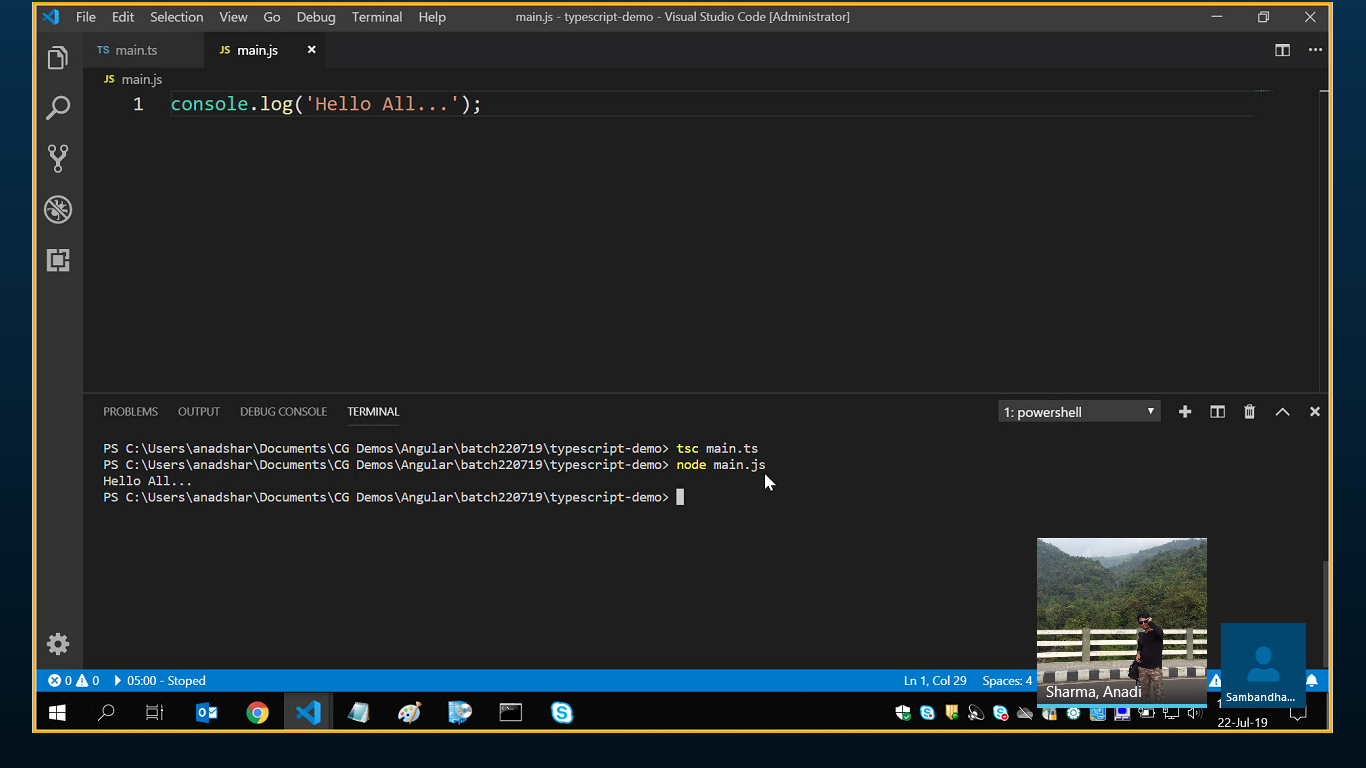 File Edit Selection View Go Debug Terminal Help main.js - typescript-demo - Visual Studio Code [Administrator]
TS main.ts JS main.js
JS main.js
1 console.log('Hello All...');
PROBLEMS OUTPUT DEBUG CONSOLE TERMINAL 1: powershell
PS C:\Users\anadshar\Documents\CG Demos\Angular\batch220719\typescript-demo> tsc main.ts
PS C:\Users\anadshar\Documents\CG Demos\Angular\batch220719\typescript-demo> node main.js
Hello All...
PS C:\Users\anadshar\Documents\CG Demos\Angular\batch220719\typescript-demo>
0 0 05:00 - Stoped Ln 1, Col 29 Spaces: 4
Sharma, Anadi
Sambandha...
22-Jul-19